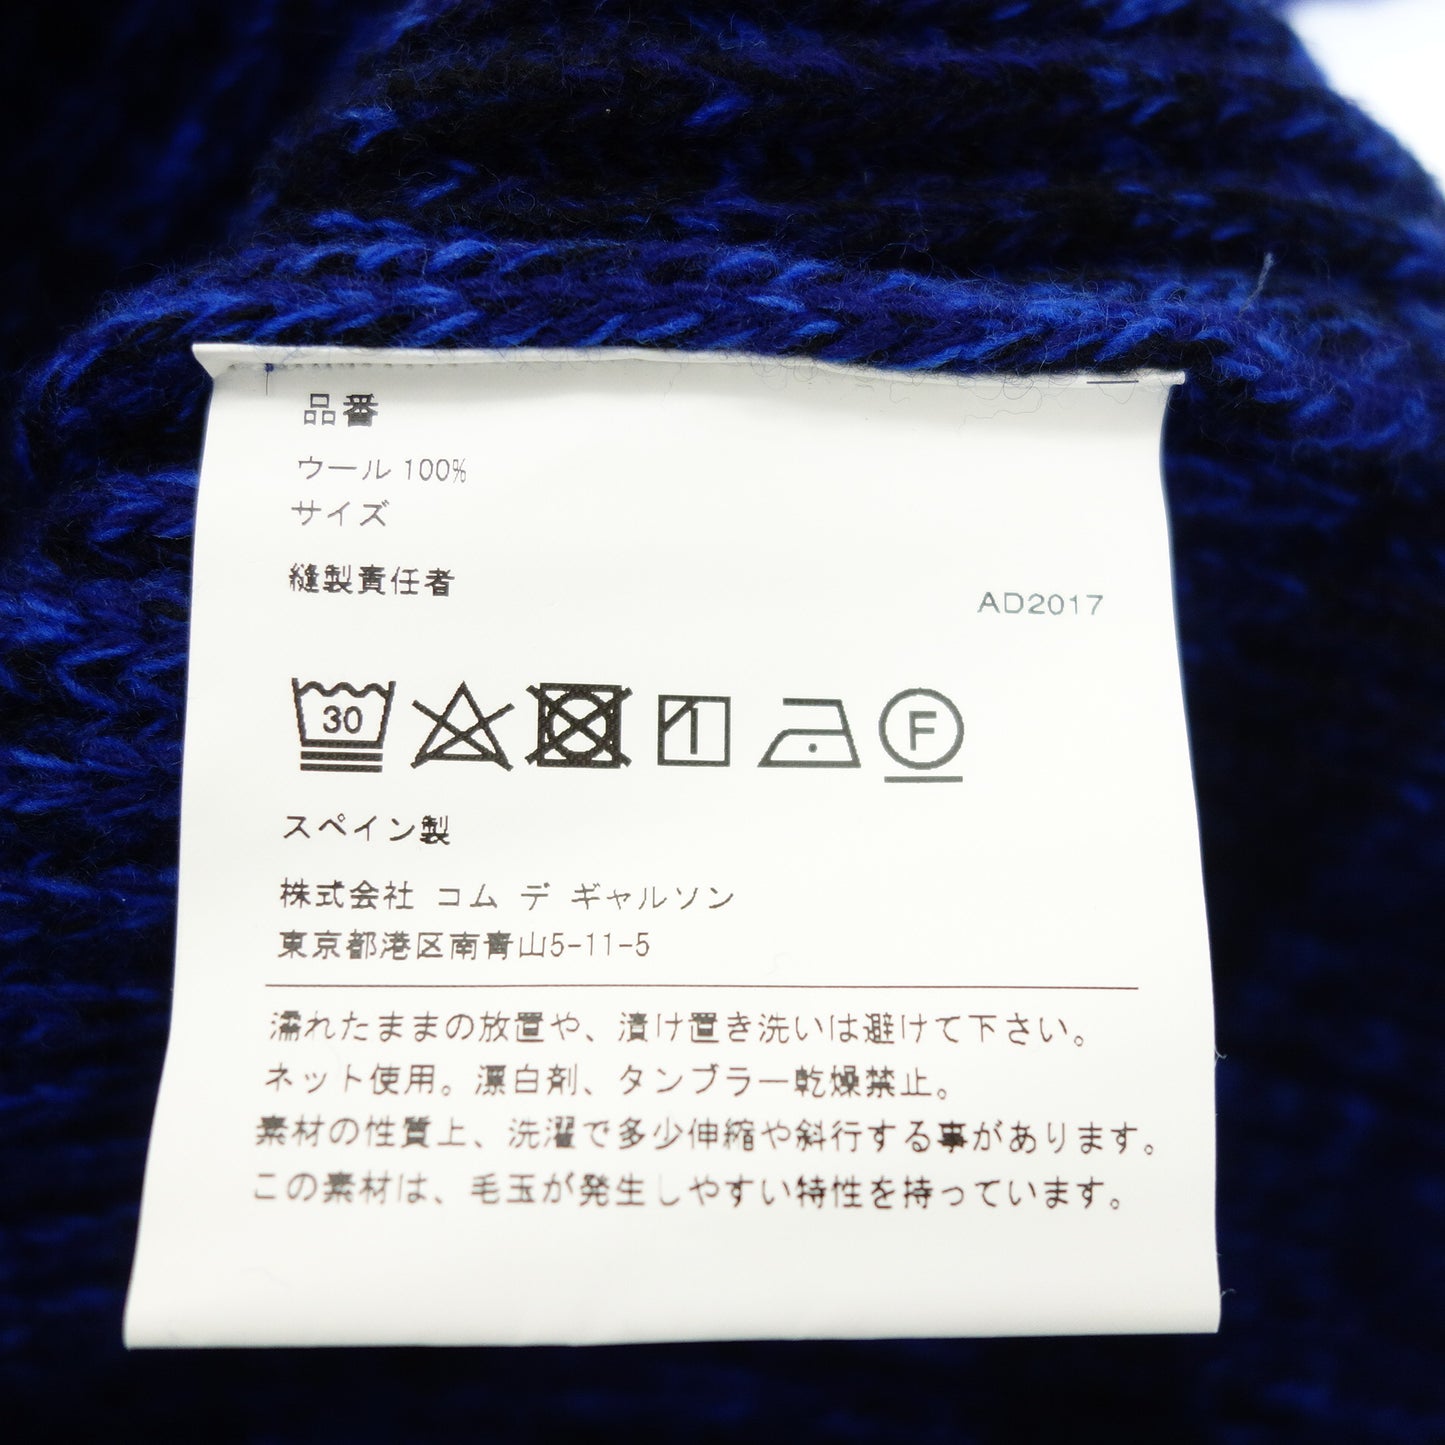 品番
ウール 100%
サイズ
縫製責任者
AD2017
30
F
スペイン製
株式会社 コム デ ギャルソン
東京都港区南青山5-11-5
濡れたままの放置や、漬け置き洗いは避けて下さい。
ネット使用。漂白剤、タンブラー乾燥禁止。
素材の性質上、洗濯で多少伸縮や斜行する事があります。
この素材は、毛玉が発生しやすい特性を持っています。